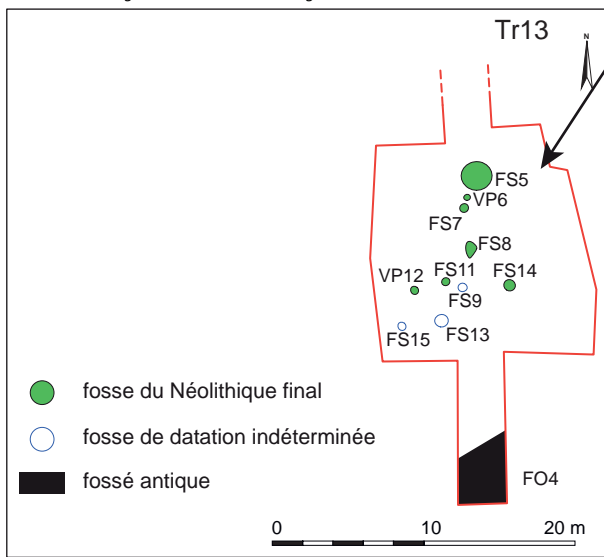 Tr13
N
FS5
VP6
FS7
FS8
FS11
FS14
VP12
FS9
FS13
FS15
fosse du Néolithique final
fosse de datation indéterminée
fossé antique
FO4
0 10 20 m